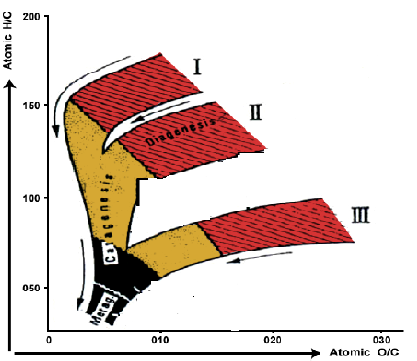 Atomic H/C
200
150
100
050
I
II
III
Diagenesis
Catagenesis
Metag
0
010
020
030
Atomic O/C